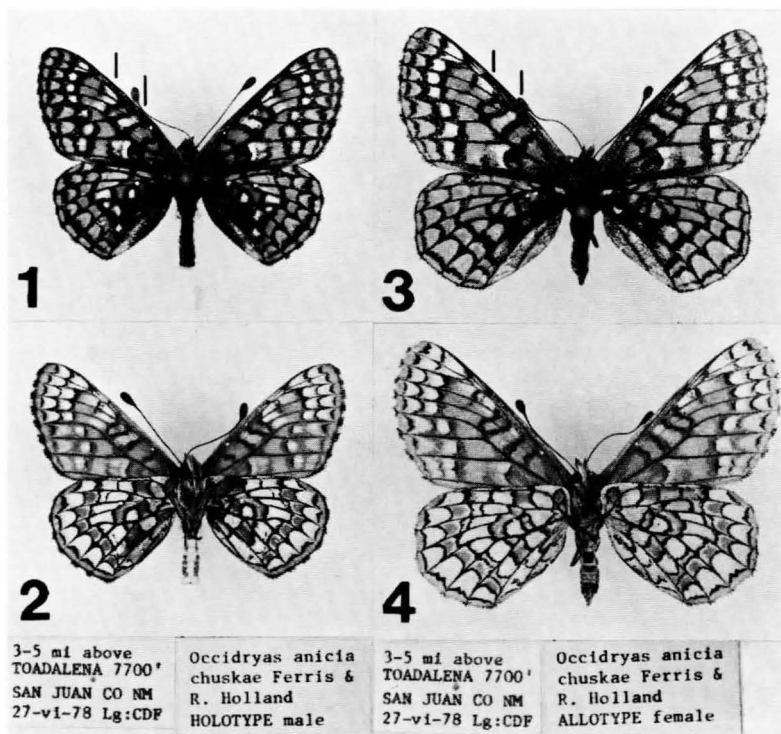 1
3
2
4
3-5 mi above
TOADALENA 7700'
SAN JUAN CO NM
27-vi-78 Lg:CDF
Occidryas anicia
chuskae Ferris &
R. Holland
HOLOTYPE male
3-5 mi above
TOADALENA 7700'
SAN JUAN CO NM
27-vi-78 Lg:CDF
Occidryas anicia
chuskae Ferris &
R. Holland
ALLOTYPE female